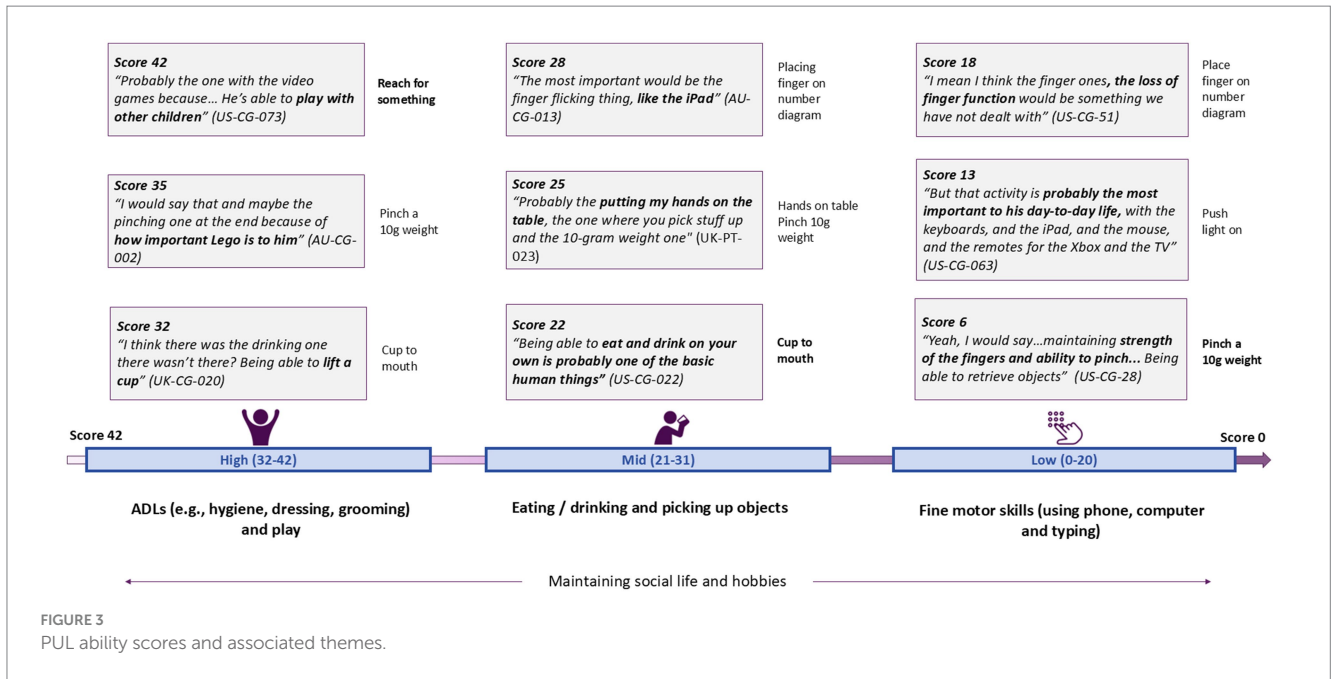 Score 42
“Probably the one with the video
games because… He’s able to play with
other children” (US-CG-073)
Reach for
something
Score 35
“I would say that and maybe the
pinching one at the end because of
how important Lego is to him” (AU-CG-
002)
Pinch a
10g weight
Score 32
“I think there was the drinking one
there wasn’t there? Being able to lift a
cup” (UK-CG-020)
Cup to
mouth
Score 28
“The most important would be the
finger flicking thing, like the iPad” (AU-
CG-013)
Placing
finger on
number
diagram
Score 25
“Probably the putting my hands on the
table, the one where you pick stuff up
and the 10-gram weight one" (UK-PT-
023)
Hands on table
Pinch 10g
weight
Score 22
“Being able to eat and drink on your
own is probably one of the basic
human things” (US-CG-022)
Cup to
mouth
Score 18
“I mean I think the finger ones, the loss of
finger function would be something we
have not dealt with” (US-CG-51)
Place
finger on
number
diagram
Score 13
“But that activity is probably the most
important to his day-to-day life, with the
keyboards, and the iPad, and the mouse,
and the remotes for the Xbox and the TV”
(US-CG-063)
Push
light on
Score 6
“Yeah, I would say…maintaining strength
of the fingers and ability to pinch... Being
able to retrieve objects” (US-CG-28)
Pinch a
10g weight
Score 42
Score 0
High (32-42)
Mid (21-31)
Low (0-20)
ADLs (e.g., hygiene, dressing, grooming)
and play
Eating / drinking and picking up objects
Fine motor skills (using phone, computer
and typing)
Maintaining social life and hobbies
FIGURE 3
PUL ability scores and associated themes.